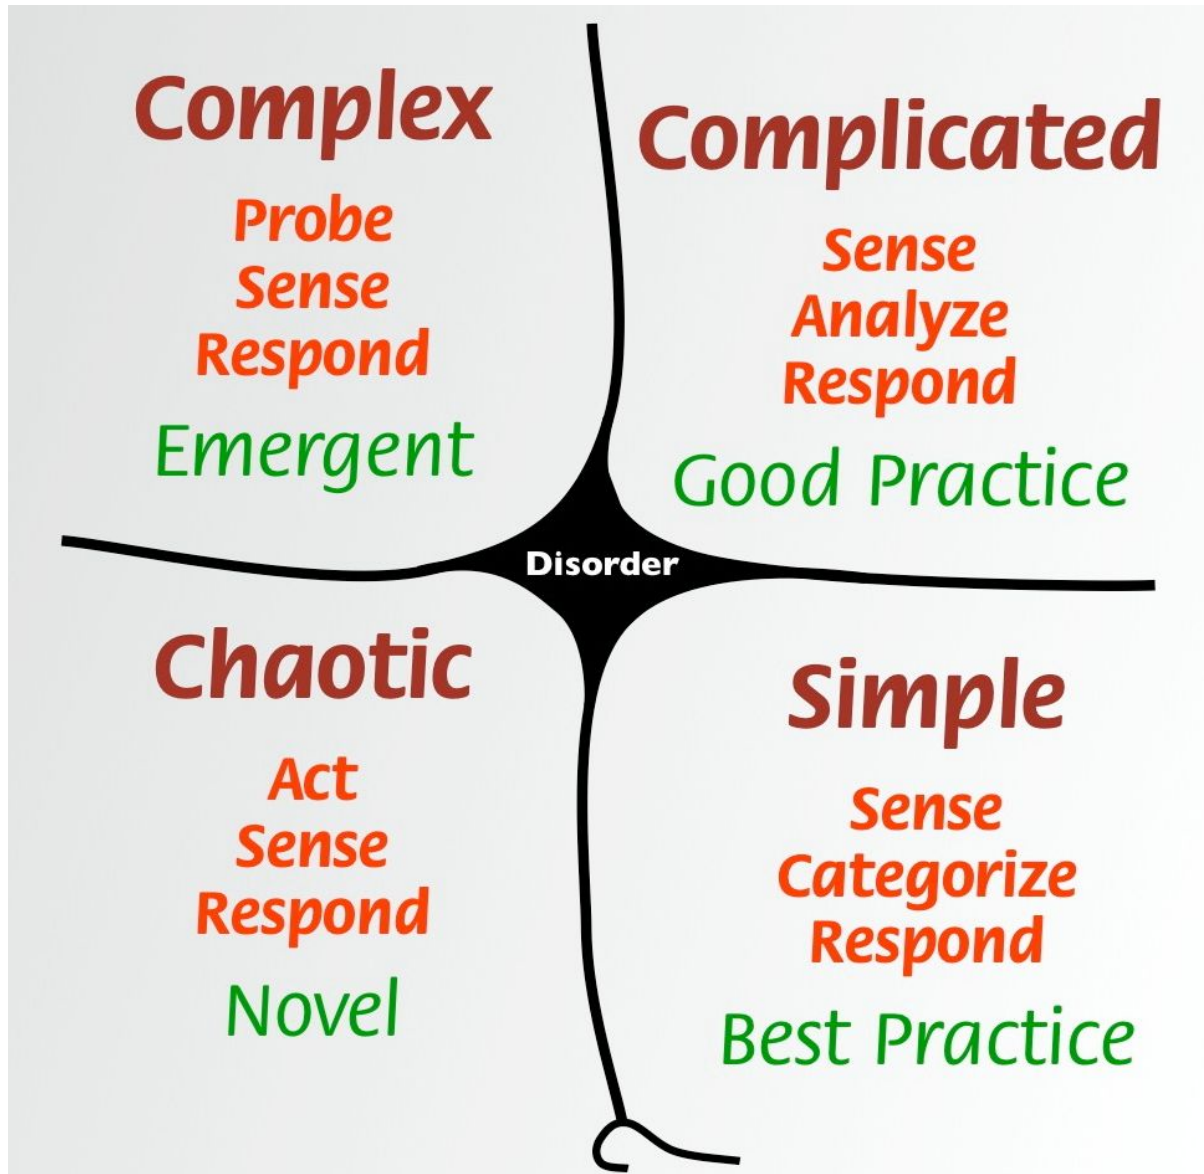 Complex
Probe
Sense
Respond
Emergent
Complicated
Sense
Analyze
Respond
Good Practice
Disorder
Chaotic
Act
Sense
Respond
Novel
Simple
Sense
Categorize
Respond
Best Practice